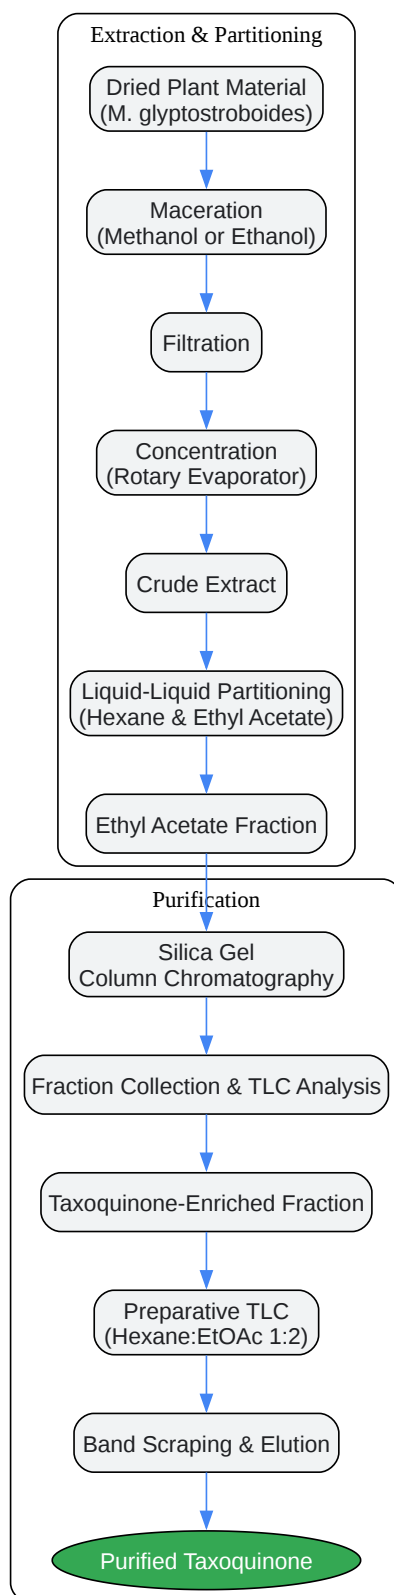 Extraction & Partitioning
Dried Plant Material
(M. glyptostroboides)
Maceration
(Methanol or Ethanol)
Filtration
Concentration
(Rotary Evaporator)
Crude Extract
Liquid-Liquid Partitioning
(Hexane & Ethyl Acetate)
Ethyl Acetate Fraction
Purification
Silica Gel
Column Chromatography
Fraction Collection & TLC Analysis
Taxoquinone-Enriched Fraction
Preparative TLC
(Hexane:EtOAc 1:2)
Band Scraping & Elution
Purified Taxoquinone